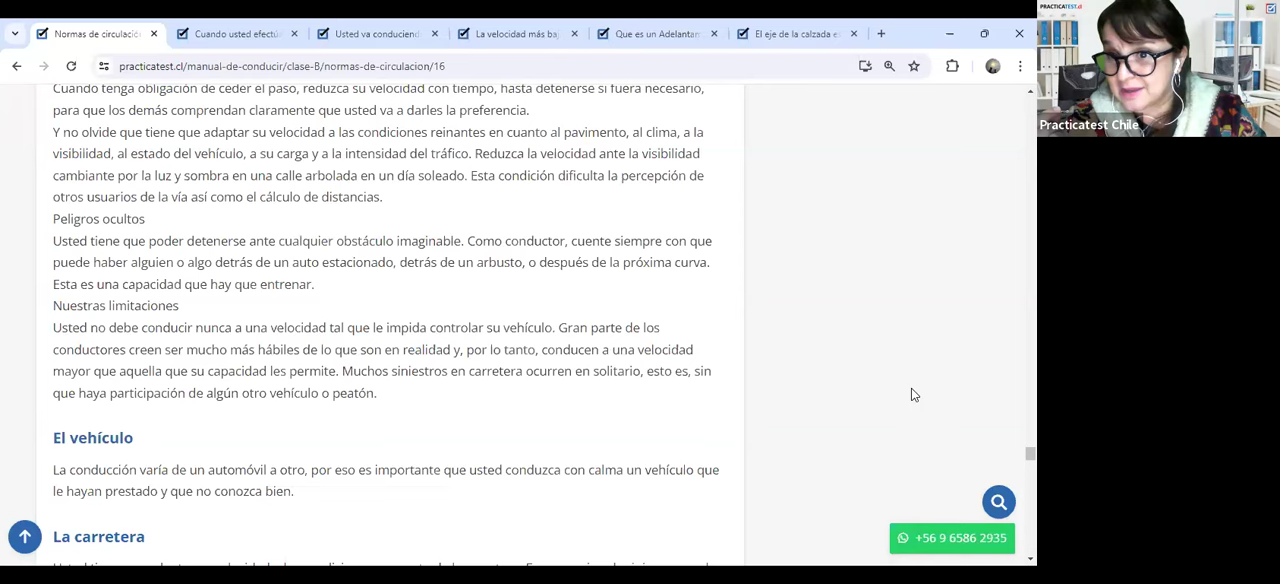 Normas de circulació
Cuando usted efectú
Usted va conduciend
La velocidad más ba
Que es un Adelantan
El eje de la calzada e
practicatest.cl/manual-de-conducir/clase-B/normas-de-circulacion/16
PRACTICATEST.cl
Practicatest Chile
Cuando tenga obligación de ceder el paso, reduzca su velocidad con tiempo, hasta detenerse si fuera necesario,
para que los demás comprendan claramente que usted va a darles la preferencia.
Y no olvide que tiene que adaptar su velocidad a las condiciones reinantes en cuanto al pavimento, al clima, a la
visibilidad, al estado del vehículo, a su carga y a la intensidad del tráfico. Reduzca la velocidad ante la visibilidad
cambiante por la luz y sombra en una calle arbolada en un día soleado. Esta condición dificulta la percepción de
otros usuarios de la vía así como el cálculo de distancias.
Peligros ocultos
Usted tiene que poder detenerse ante cualquier obstáculo imaginable. Como conductor, cuente siempre con que
puede haber alguien o algo detrás de un auto estacionado, detrás de un arbusto, o después de la próxima curva.
Esta es una capacidad que hay que entrenar.
Nuestras limitaciones
Usted no debe conducir nunca a una velocidad tal que le impida controlar su vehículo. Gran parte de los
conductores creen ser mucho más hábiles de lo que son en realidad y, por lo tanto, conducen a una velocidad
mayor que aquella que su capacidad les permite. Muchos siniestros en carretera ocurren en solitario, esto es, sin
que haya participación de algún otro vehículo o peatón.
El vehículo
La conducción varía de un automóvil a otro, por eso es importante que usted conduzca con calma un vehículo que
le hayan prestado y que no conozca bien.
La carretera
+56 9 6586 2935